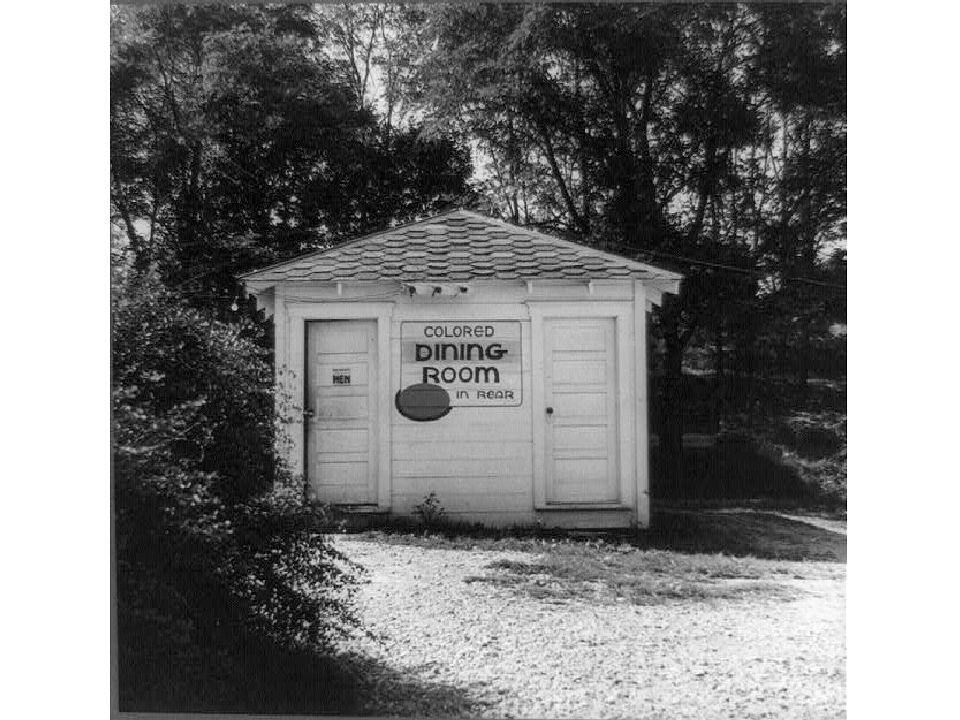 COLORED
DINING
ROOM
IN REAR
MEN